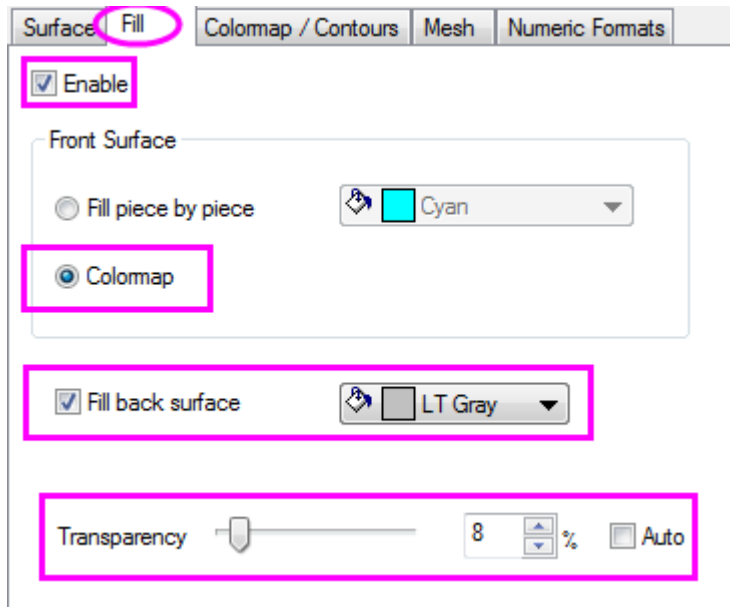 Surface Fill Colormap / Contours Mesh Numeric Formats
Enable
Front Surface
Fill piece by piece Cyan
Colormap
Fill back surface LT Gray
Transparency 8 % Auto